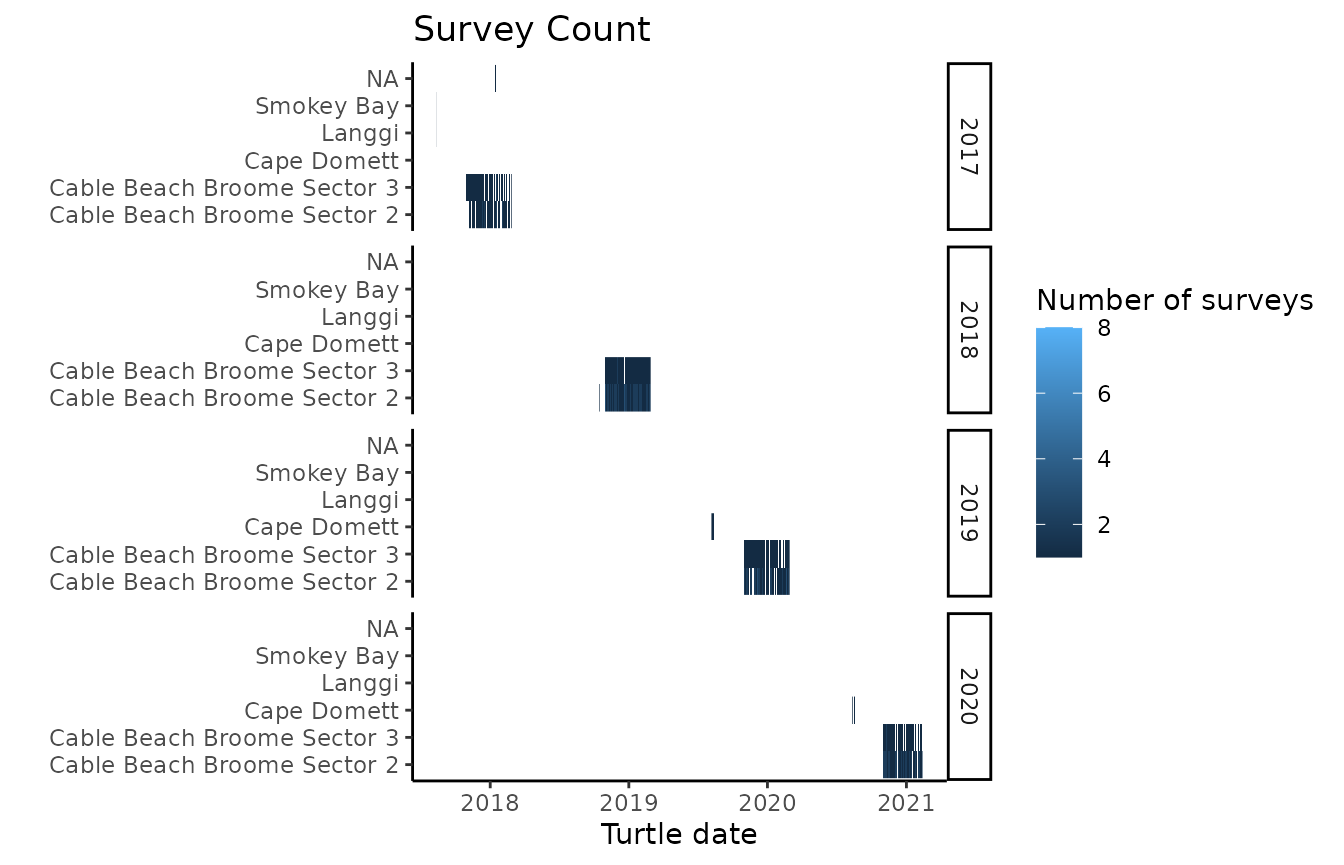 Survey Count
NA
Smokey Bay
Langgi
Cape Domett
Cable Beach Broome Sector 3
Cable Beach Broome Sector 2
2017
NA
Smokey Bay
Langgi
Cape Domett
Cable Beach Broome Sector 3
Cable Beach Broome Sector 2
2018
NA
Smokey Bay
Langgi
Cape Domett
Cable Beach Broome Sector 3
Cable Beach Broome Sector 2
2019
NA
Smokey Bay
Langgi
Cape Domett
Cable Beach Broome Sector 3
Cable Beach Broome Sector 2
2020
2018 2019 2020 2021
Turtle date
Number of surveys
8
6
4
2